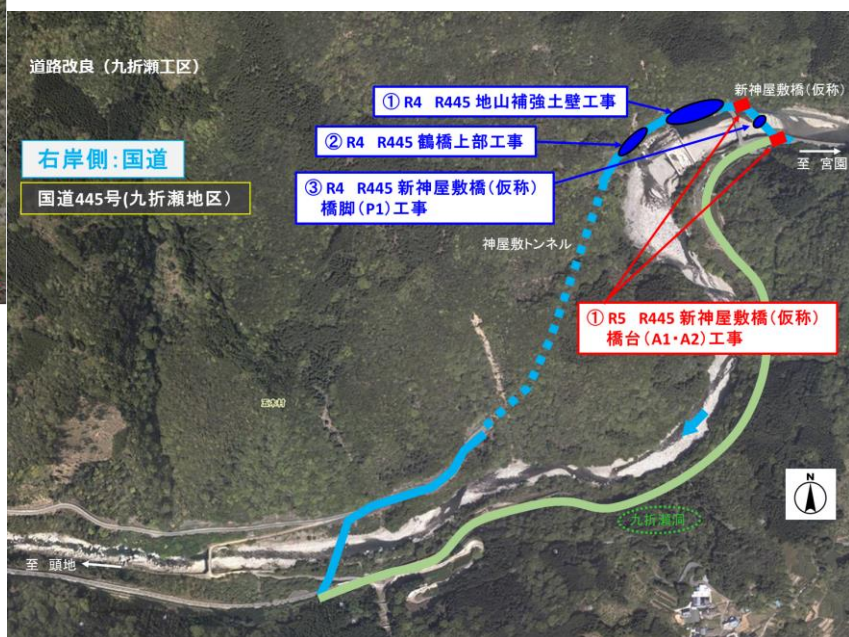 道路改良（九折瀬工区）
新神屋敷橋(仮称)
① R4 R445 地山補強土壁工事
② R4 R445 鶴橋上部工事
右岸側：国道
至 宮園
③ R4 R445 新神屋敷橋(仮称)
橋脚(P1)工事
国道445号(九折瀬地区)
神屋敷トンネル
① R5 R445 新神屋敷橋(仮称)
橋台(A1・A2)工事
五木村
N
九折瀬洞
至 頭地